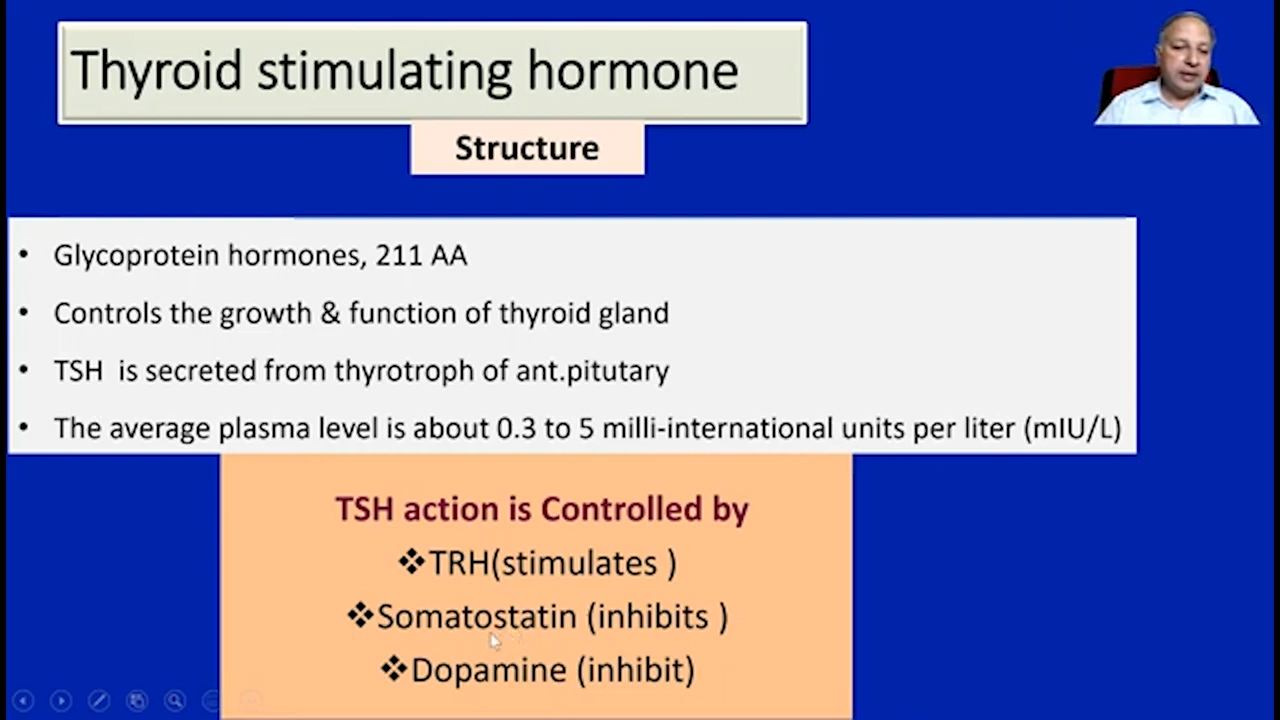 Thyroid stimulating hormone
Structure
• Glycoprotein hormones, 211 AA
• Controls the growth & function of thyroid gland
• TSH  is secreted from thyrotroph of ant.pitutary
• The average plasma level is about 0.3 to 5 milli-international units per liter (mIU/L)
TSH action is Controlled by
❖TRH(stimulates )
❖Somatostatin (inhibits )
❖Dopamine (inhibit)